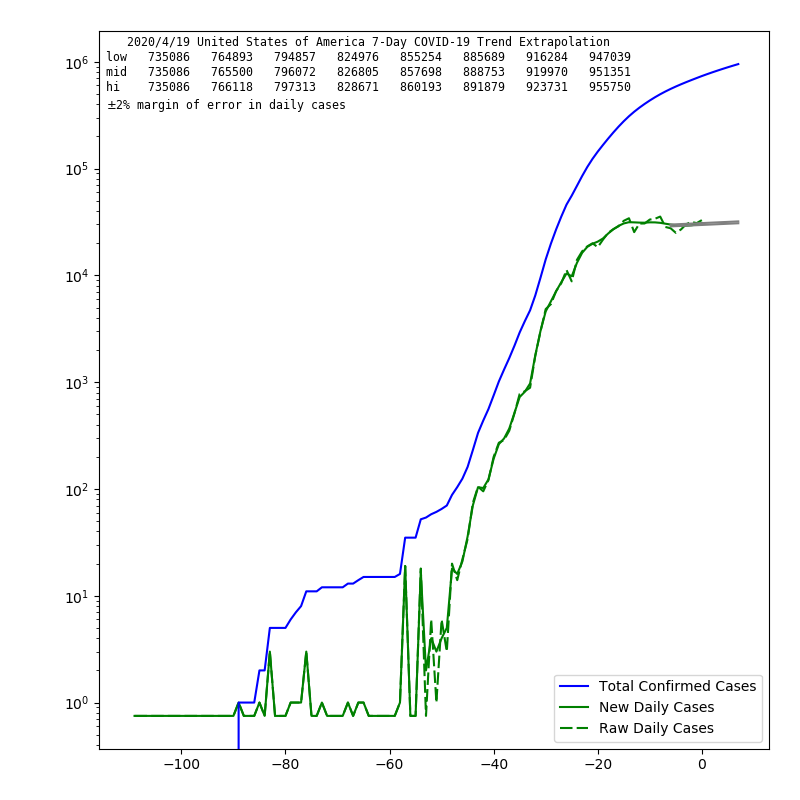 2020/4/19 United States of America 7-Day COVID-19 Trend Extrapolation
low 735086 764893 794857 824976 855254 885689 916284 947039
mid 735086 765500 796072 826805 857698 888753 919970 951351
hi 735086 766118 797313 828671 860193 891879 923731 955750
±2% margin of error in daily cases
10⁶
10⁵
10⁴
10³
10²
10¹
10⁰
Total Confirmed Cases
New Daily Cases
Raw Daily Cases
−100 −80 −60 −40 −20 0